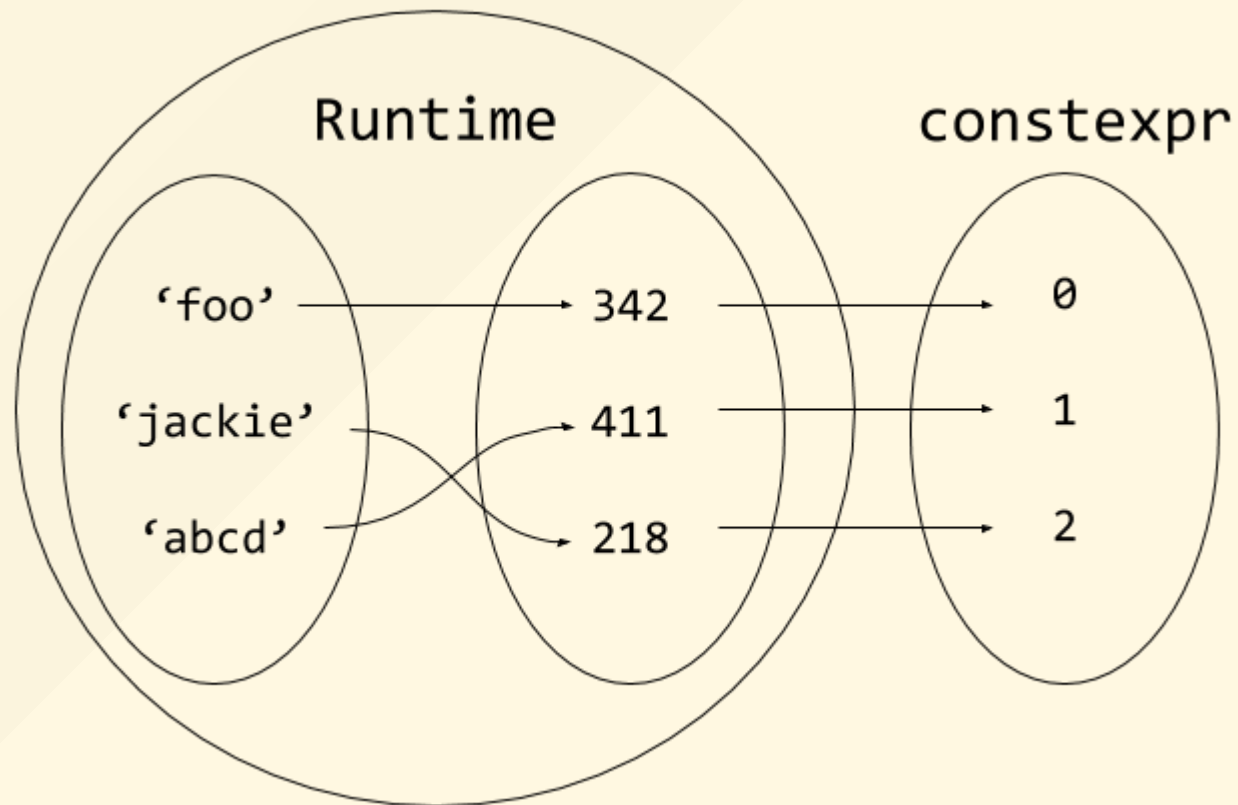 Runtime
constexpr
‘foo’
342
0
‘jackie’
411
1
‘abcd’
218
2